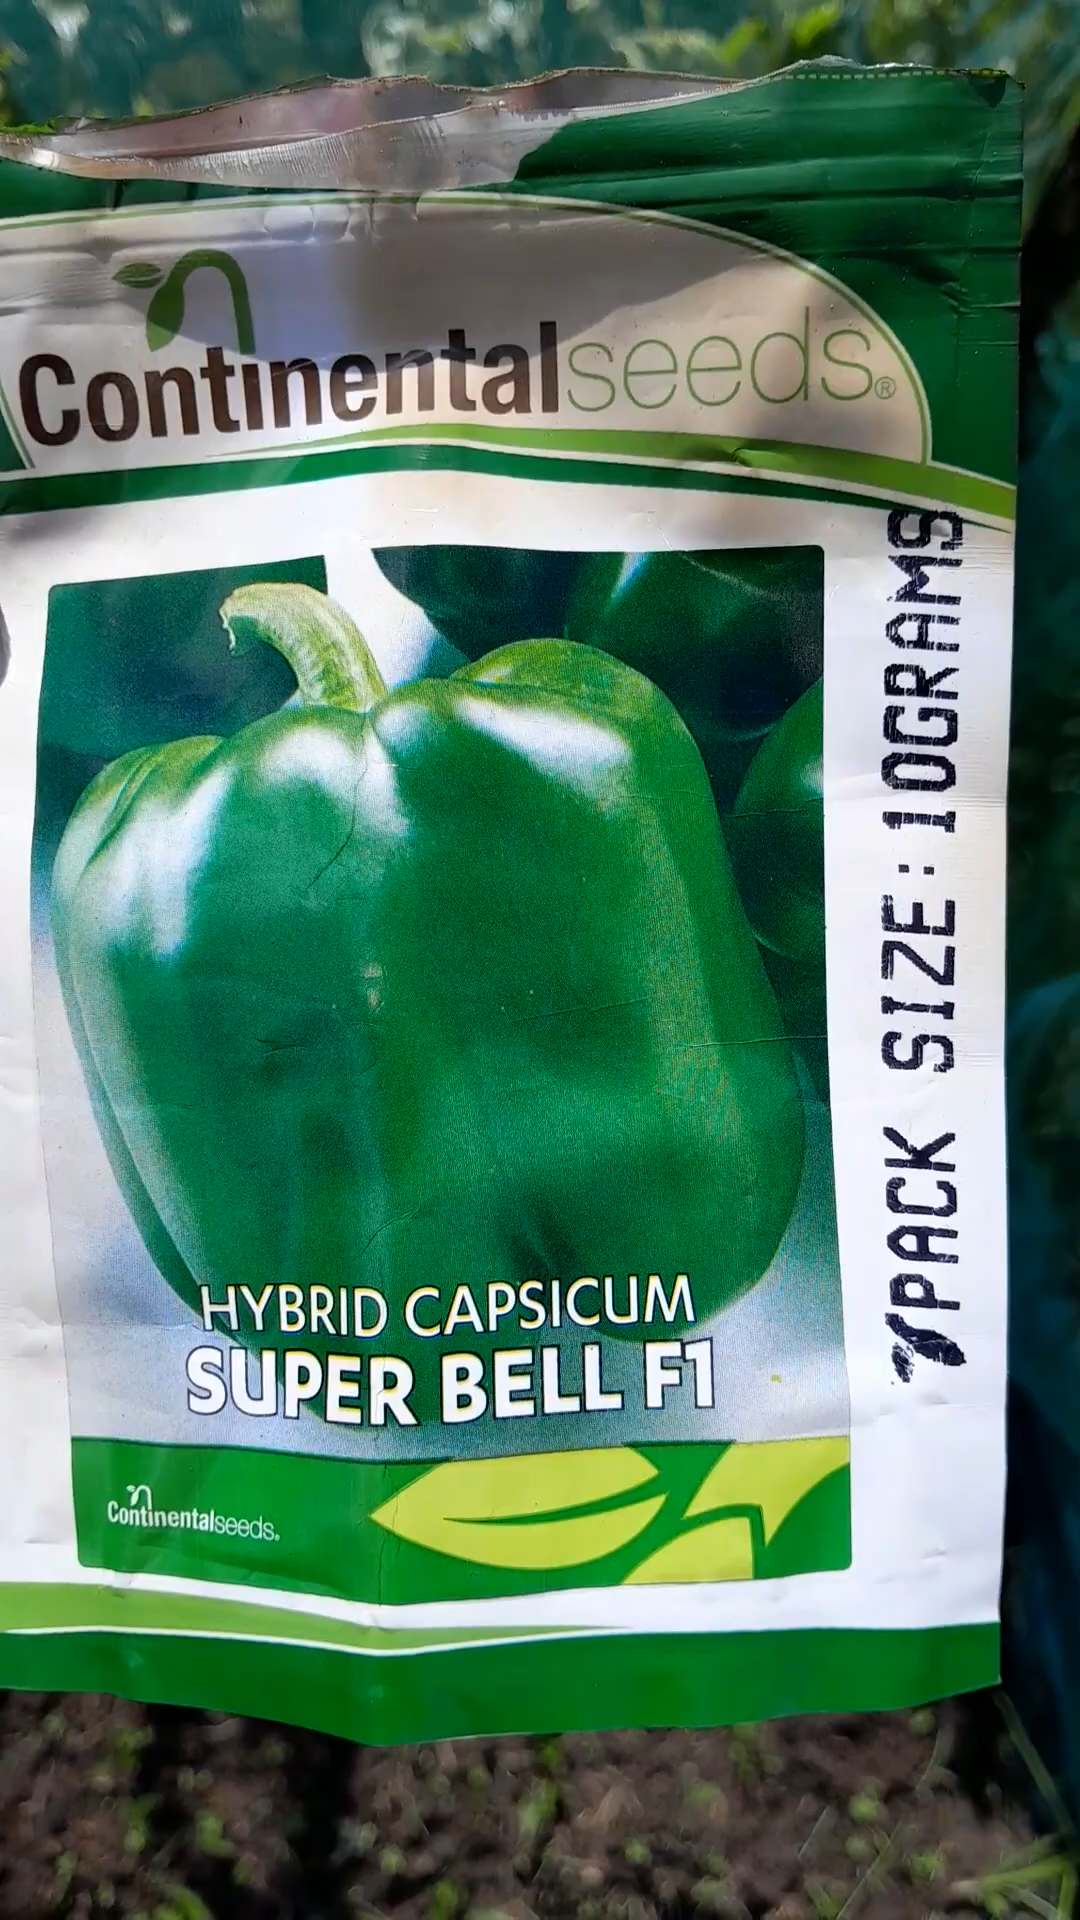 Continentalseeds®
HYBRID CAPSICUM
SUPER BELL F1
Continentalseeds.
PACK SIZE:10GRAMS